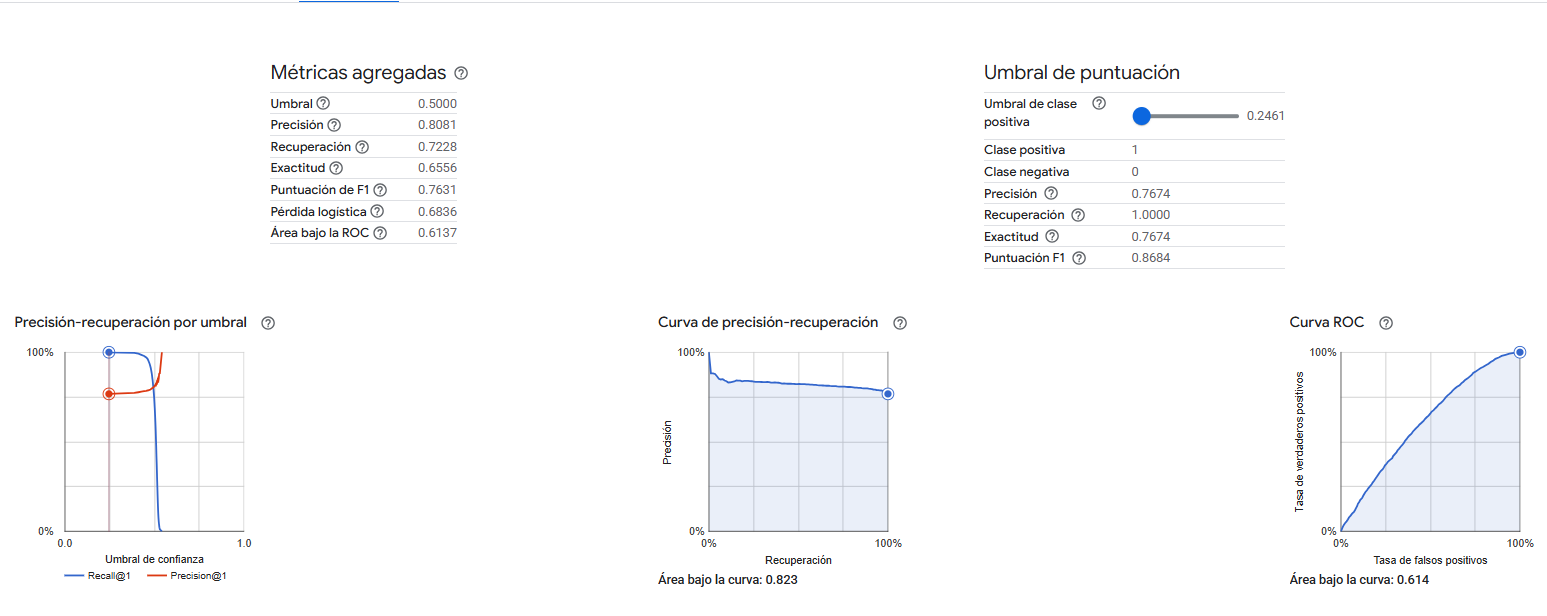 Métricas agregadas
Umbral 0.5000
Precisión 0.8081
Recuperación 0.7228
Exactitud 0.6556
Puntuación de F1 0.7631
Pérdida logística 0.6836
Área bajo la ROC 0.6137
Umbral de puntuación
Umbral de clase
positiva
0.2461
Clase positiva 1
Clase negativa 0
Precisión 0.7674
Recuperación 1.0000
Exactitud 0.7674
Puntuación F1 0.8684
Precisión-recuperación por umbral
100%
0%
0.0 1.0
Umbral de confianza
Recall@1 Precision@1
Curva de precisión-recuperación
100%
Precisión
0%
0% 100%
Recuperación
Área bajo la curva: 0.823
Curva ROC
100%
Tasa de verdaderos positivos
0%
0% 100%
Tasa de falsos positivos
Área bajo la curva: 0.614